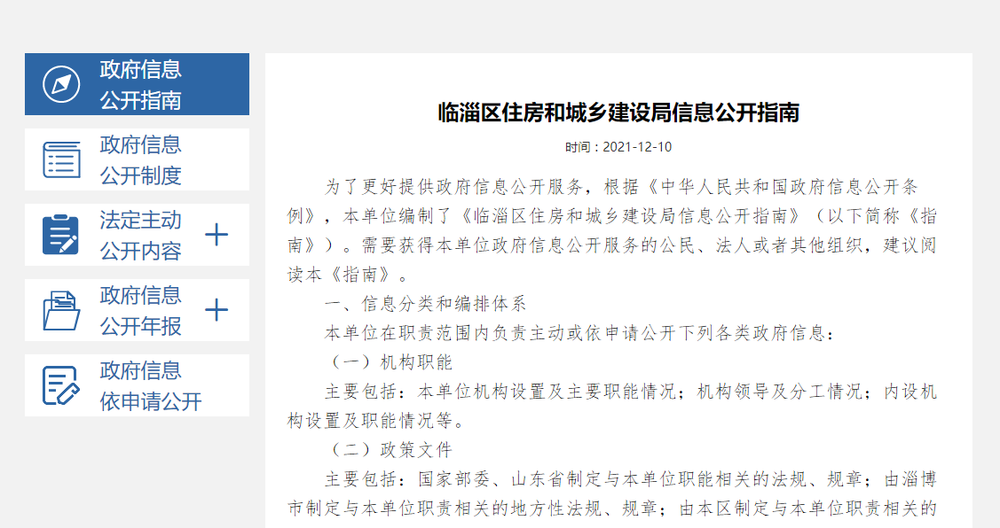 政府信息
公开指南
政府信息
公开制度
法定主动
公开内容
政府信息
公开年报
政府信息
依申请公开
临淄区住房和城乡建设局信息公开指南
时间：2021-12-10
为了更好提供政府信息公开服务，根据《中华人民共和国政府信息公开条
例》，本单位编制了《临淄区住房和城乡建设局信息公开指南》（以下简称《指
南》）。需要获得本单位政府信息公开服务的公民、法人或者其他组织，建议阅
读本《指南》。
一、信息分类和编排体系
本单位在职责范围内负责主动或依申请公开下列各类政府信息：
（一）机构职能
主要包括：本单位机构设置及主要职能情况；机构领导及分工情况；内设机
构设置及职能情况等。
（二）政策文件
主要包括：国家部委、山东省制定与本单位职能相关的法规、规章；由淄博
市制定与本单位职责相关的地方性法规、规章；由本区制定与本单位职责相关的